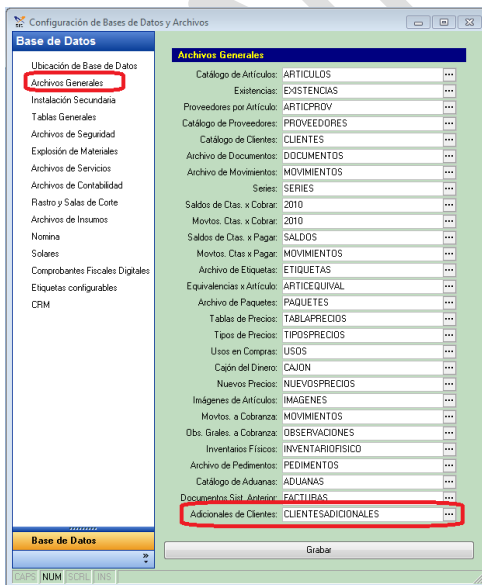 Configuración de Bases de Datos y Archivos
Base de Datos
Ubicación de Base de Datos
Archivos Generales
Instalación Secundaria
Tablas Generales
Archivos de Seguridad
Explosión de Materiales
Archivos de Servicios
Archivos de Contabilidad
Rastro y Salas de Corte
Archivos de Insumos
Nomina
Solares
Comprobantes Fiscales Digitales
Etiquetas configurables
CRM
Base de Datos
Archivos Generales
Catálogo de Artículos: ARTICULOS ...
Existencias: EXISTENCIAS ...
Proveedores por Artículo: ARTICPROV ...
Catálogo de Proveedores: PROVEEDORES ...
Catálogo de Clientes: CLIENTES ...
Archivo de Documentos: DOCUMENTOS ...
Archivo de Movimientos: MOVIMIENTOS ...
Series: SERIES ...
Saldos de Ctas. x Cobrar: 2010 ...
Movtos. Ctas. x Cobrar: 2010 ...
Saldos de Ctas. x Pagar: SALDOS ...
Movtos. Ctas x Pagar: MOVIMIENTOS ...
Archivo de Etiquetas: ETIQUETAS ...
Equivalencias x Artículo: ARTICEQUIVAL ...
Archivo de Paquetes: PAQUETES ...
Tablas de Precios: TABLAPRECIOS ...
Tipos de Precios: TIPOSPRECIOS ...
Usos en Compras: USOS ...
Cajón del Dinero: CAJON ...
Nuevos Precios: NUEVOSPRECIOS ...
Imágenes de Artículos: IMAGENES ...
Movtos. a Cobranza: MOVIMIENTOS ...
Obs. Grales. a Cobranza: OBSERVACIONES ...
Inventarios Físicos: INVENTARIOFISICO ...
Archivo de Pedimentos: PEDIMENTOS ...
Catálogo de Aduanas: ADUANAS ...
Documentos Sist. Anterior: FACTURAS ...
Adicionales de Clientes: CLIENTESADICIONALES ...
Grabar
CAPS NUM SCRL INS